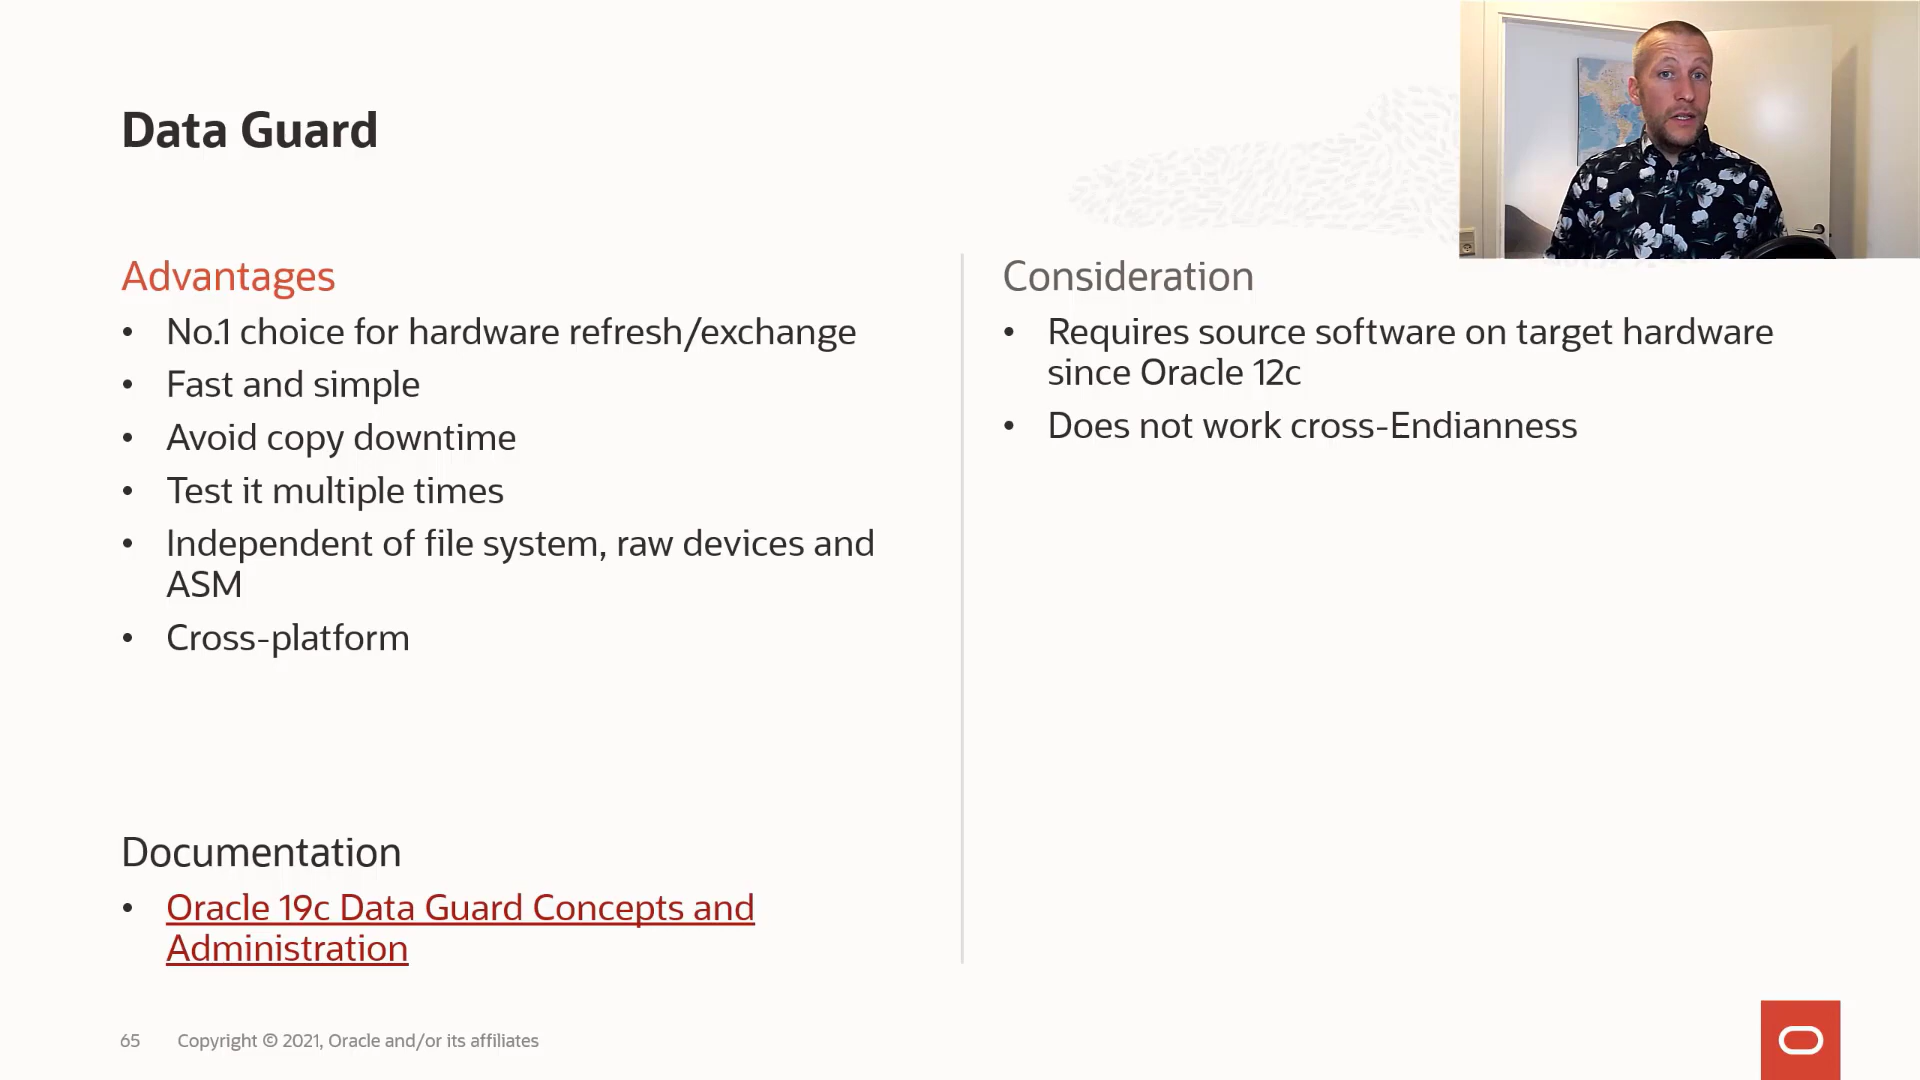 Data Guard
Advantages
• No.1 choice for hardware refresh/exchange
• Fast and simple
• Avoid copy downtime
• Test it multiple times
• Independent of file system, raw devices and
ASM
• Cross-platform
Documentation
• Oracle 19c Data Guard Concepts and
Administration
Consideration
• Requires source software on target hardware
since Oracle 12c
• Does not work cross-Endianness
65 Copyright © 2021, Oracle and/or its affiliates